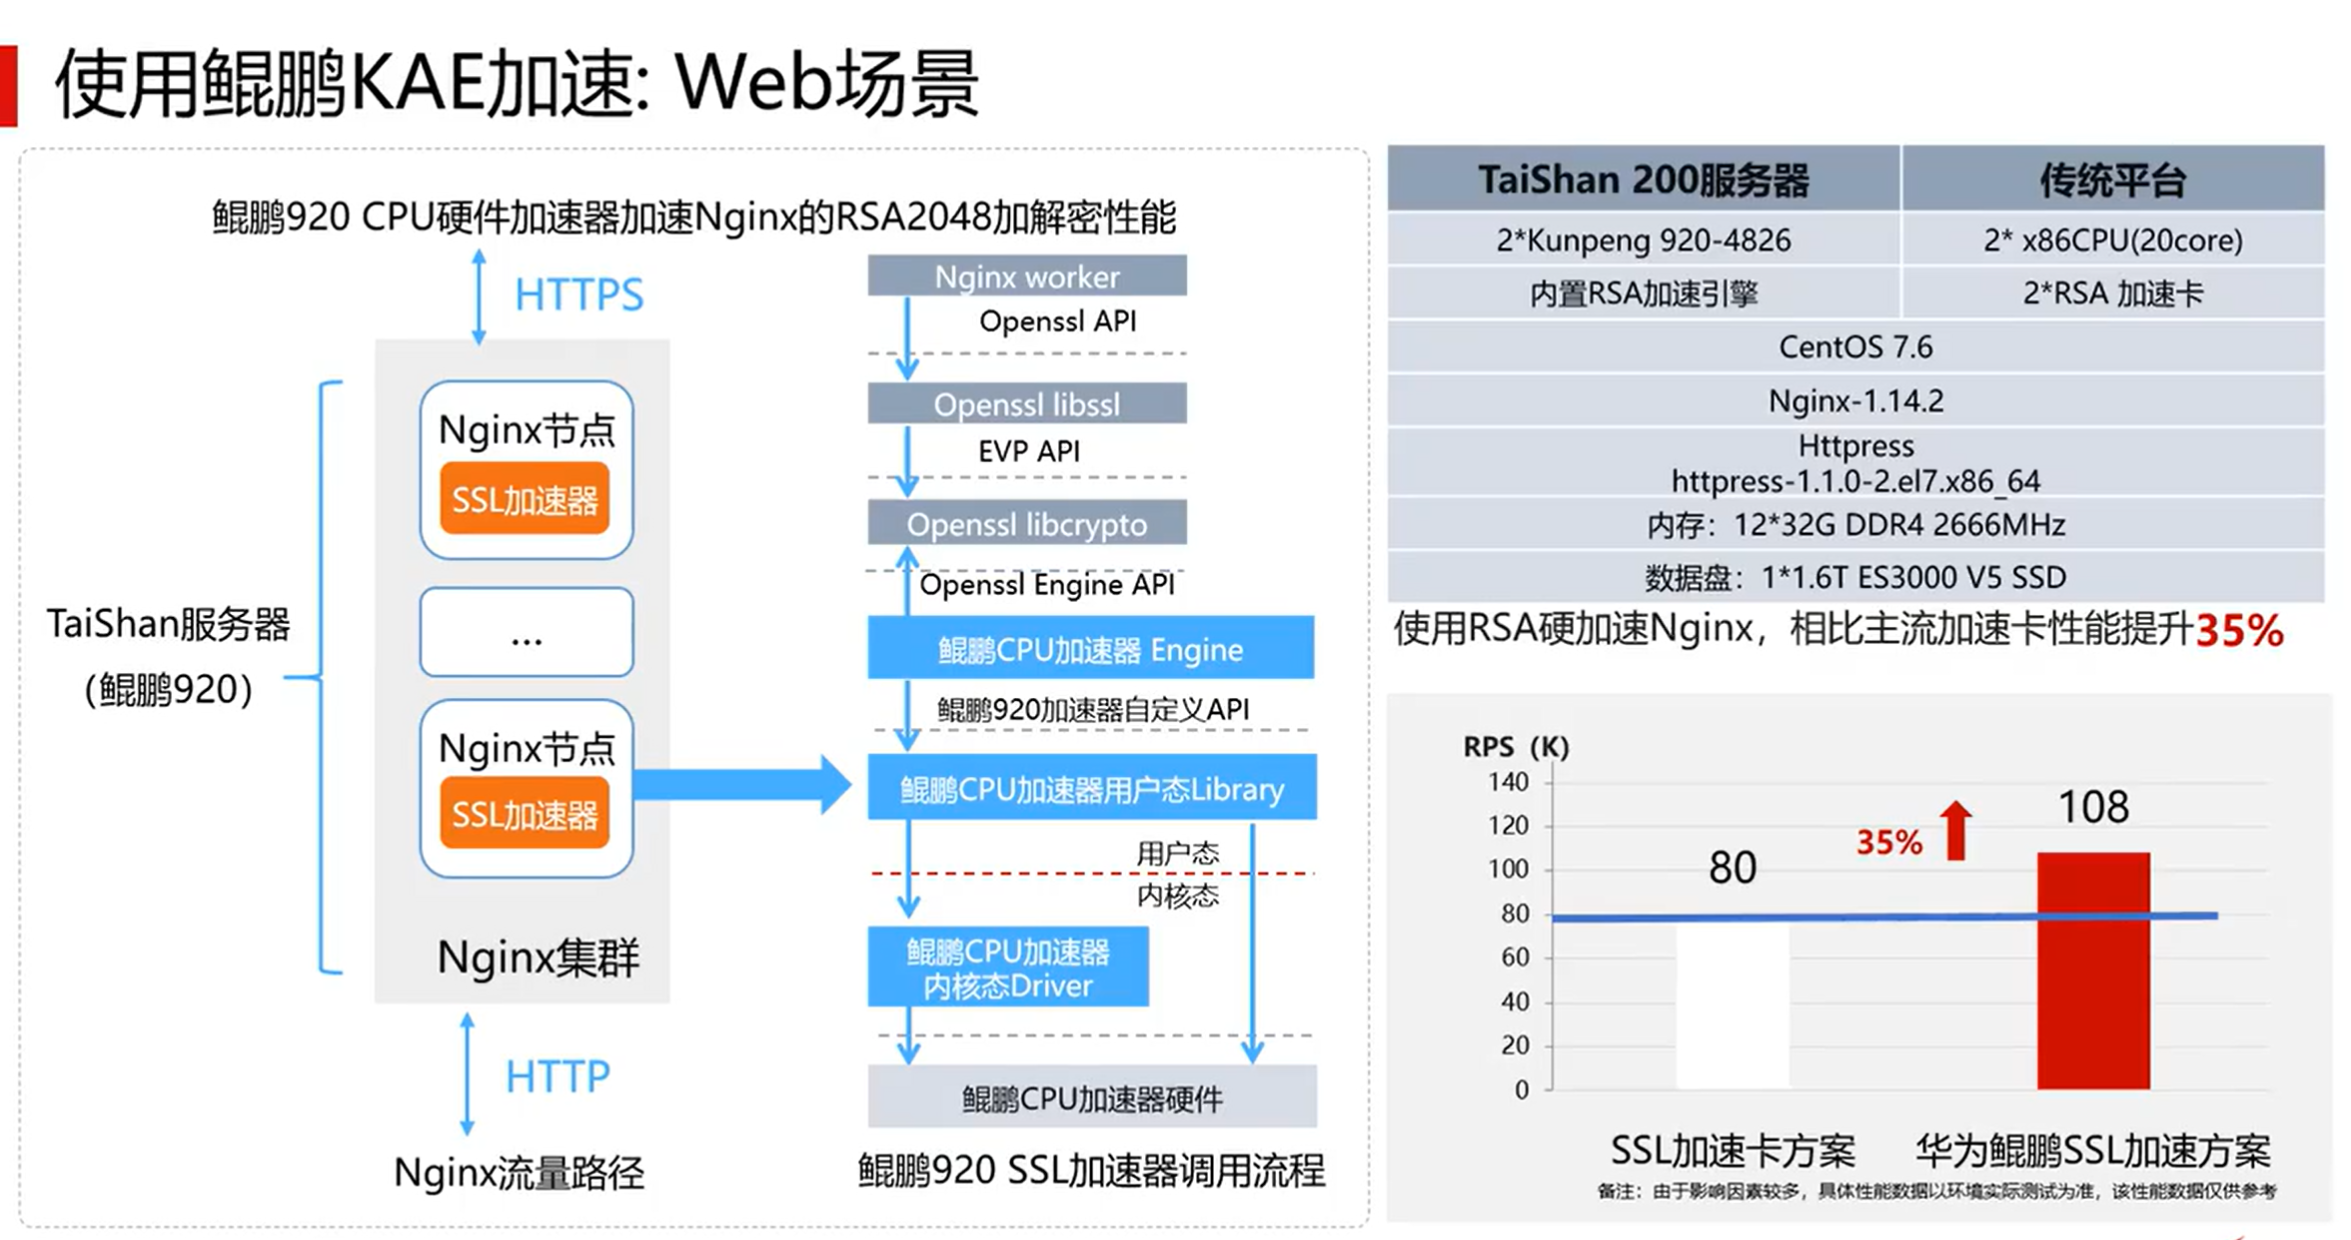 使用鲲鹏KAE加速: Web场景
鲲鹏920 CPU硬件加速器加速Nginx的RSA2048加解密性能
HTTPS
TaiShan服务器
(鲲鹏920)
Nginx节点
SSL加速器
...
Nginx节点
SSL加速器
Nginx集群
HTTP
Nginx流量路径
Nginx worker
Openssl API
Openssl libssl
EVP API
Openssl libcrypto
Openssl Engine API
鲲鹏CPU加速器 Engine
鲲鹏920加速器自定义API
鲲鹏CPU加速器用户态Library
用户态
内核态
鲲鹏CPU加速器
内核态Driver
鲲鹏CPU加速器硬件
鲲鹏920 SSL加速器调用流程
TaiShan 200服务器 传统平台
2*Kunpeng 920-4826 2* x86CPU(20core)
内置RSA加速引擎 2*RSA 加速卡
CentOS 7.6
Nginx-1.14.2
Httpress
httpress-1.1.0-2.el7.x86_64
内存：12*32G DDR4 2666MHz
数据盘：1*1.6T ES3000 V5 SSD
使用RSA硬加速Nginx，相比主流加速卡性能提升35%
RPS (K)
140
120
100
80
60
40
20
0
80
35%
108
SSL加速卡方案 华为鲲鹏SSL加速方案
备注：由于影响因素较多，具体性能数据以环境实际测试为准，该性能数据仅供参考